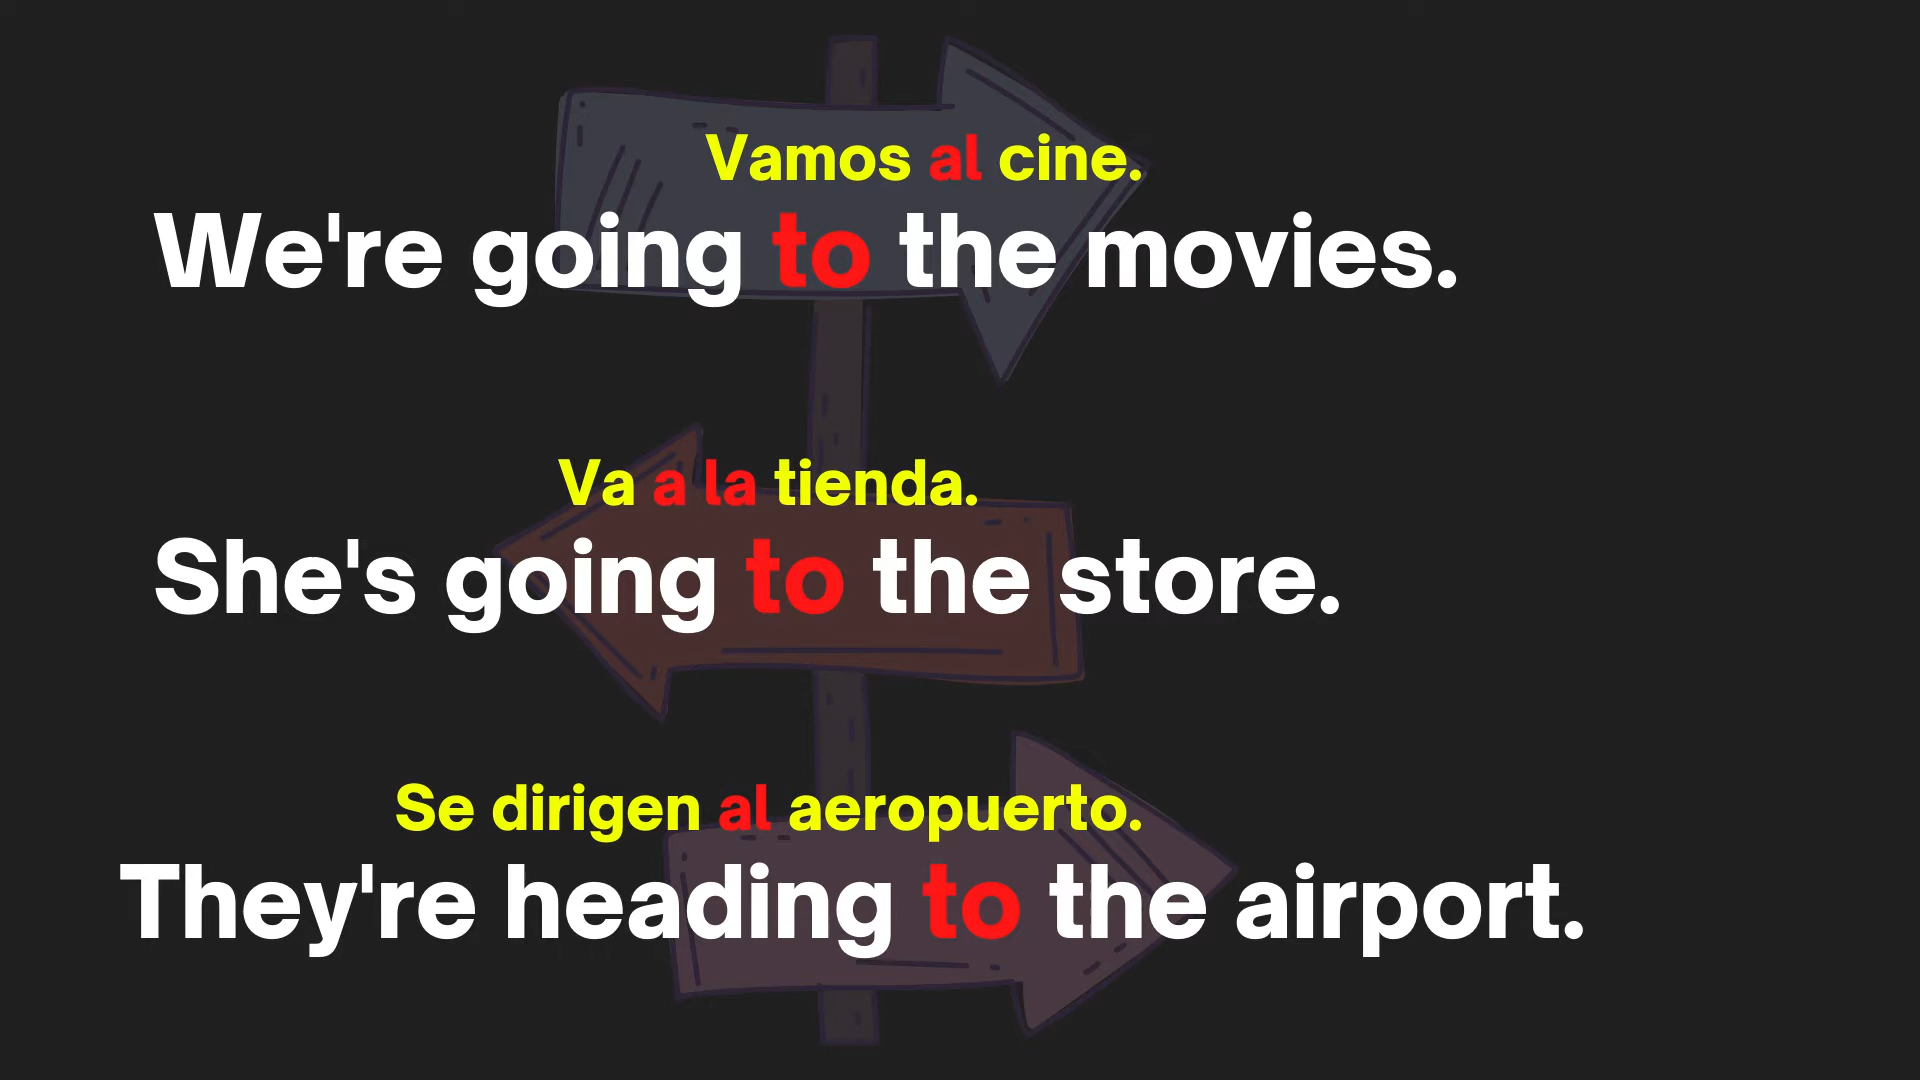 Vamos al cine.
We're going to the movies.
Va a la tienda.
She's going to the store.
Se dirigen al aeropuerto.
They're heading to the airport.